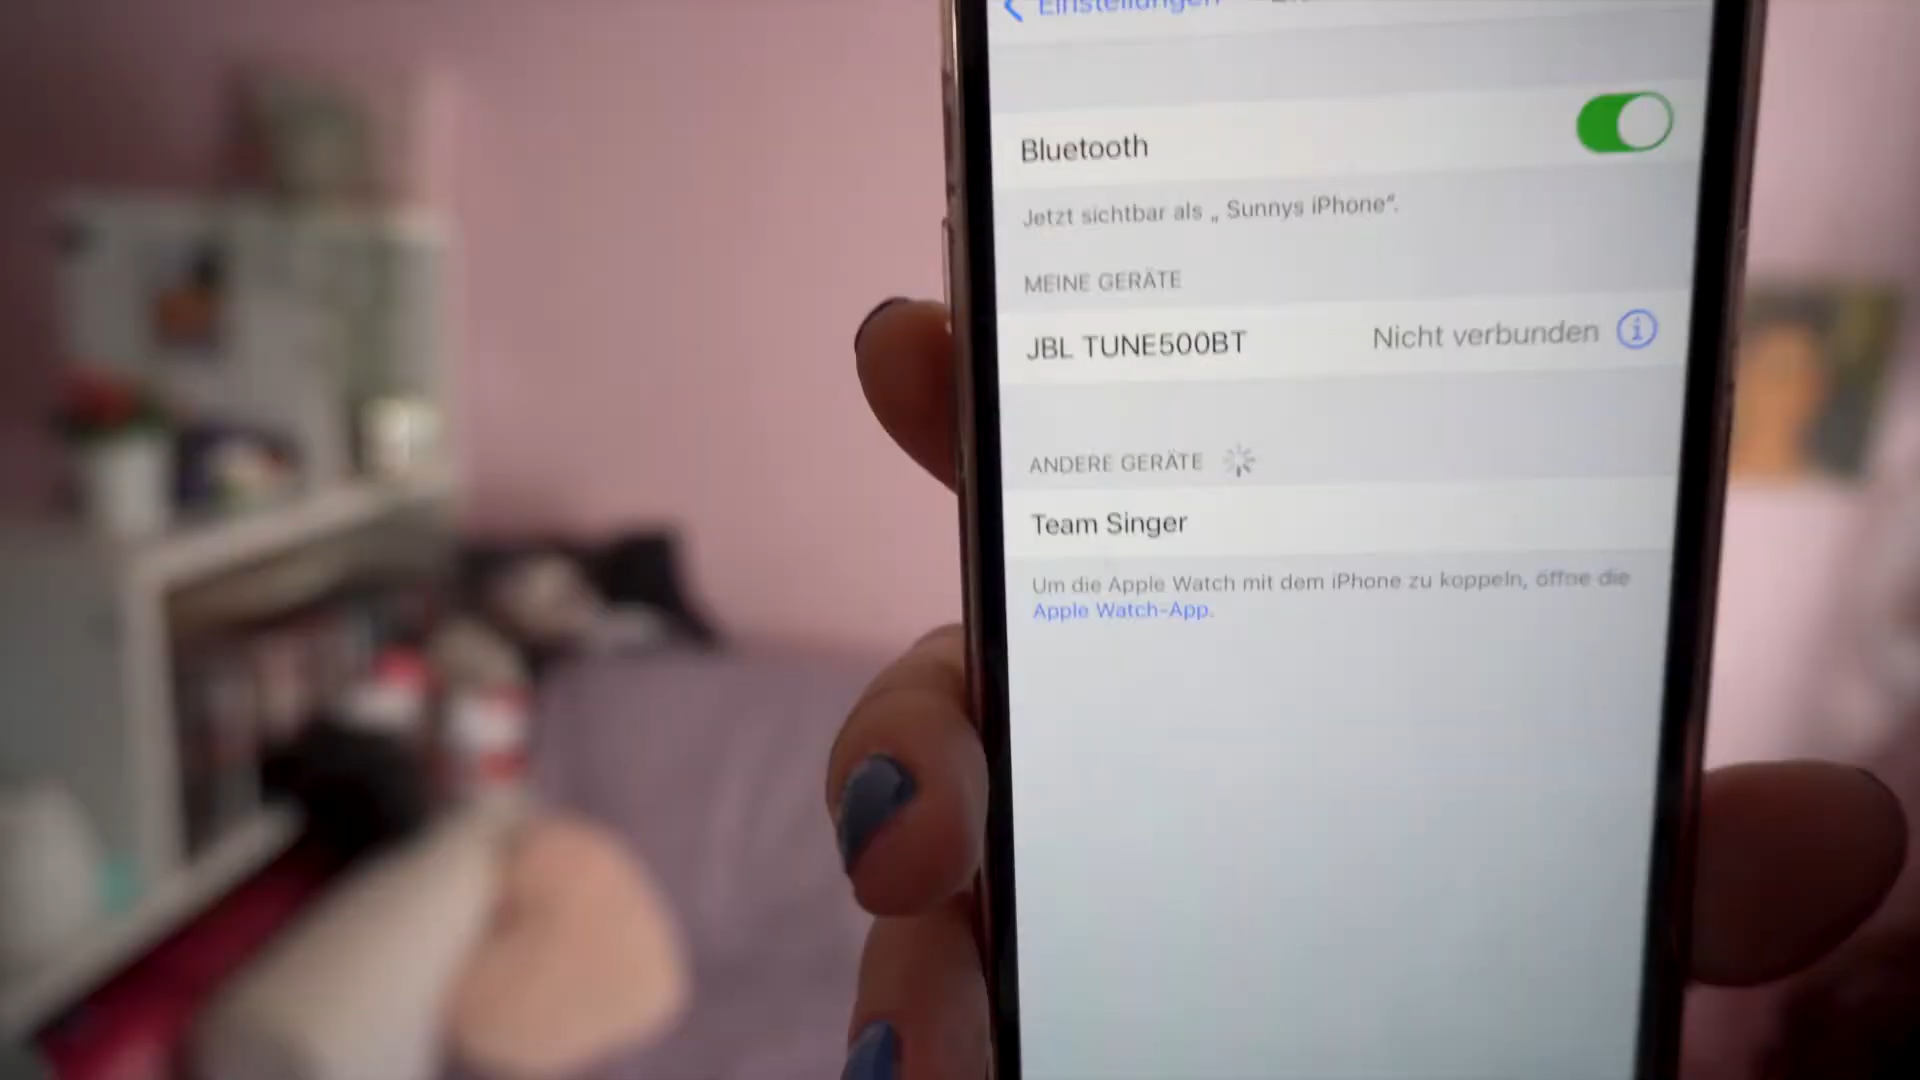 Einstellungen
Bluetooth
Jetzt sichtbar als „ Sunnys iPhone“.
MEINE GERÄTE
JBL TUNE500BT Nicht verbunden
ANDERE GERÄTE
Team Singer
Um die Apple Watch mit dem iPhone zu koppeln, öffne die
Apple Watch-App.